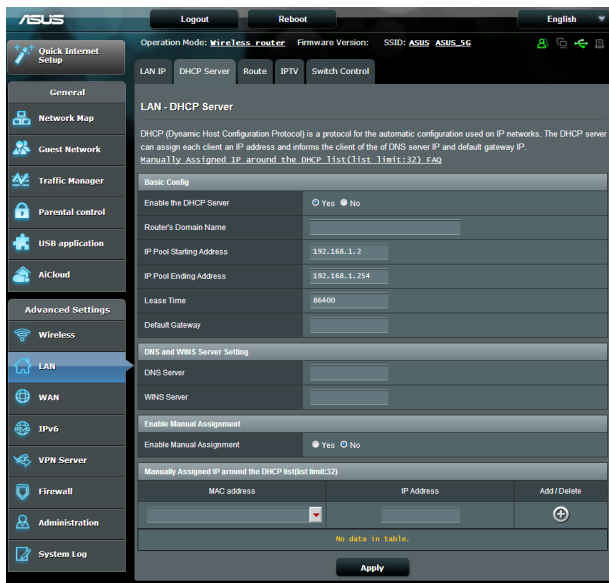 ASUS
Logout
Reboot
English
Quick Internet
Setup
Operation Mode: Wireless router Firmware Version: SSID: ASUS ASUS_5G
LAN IP
DHCP Server
Route
IPTV
Switch Control
General
Network Map
Guest Network
Traffic Manager
Parental control
USB application
AiCloud
Advanced Settings
Wireless
LAN
WAN
IPv6
VPN Server
Firewall
Administration
System Log
LAN - DHCP Server
DHCP (Dynamic Host Configuration Protocol) is a protocol for the automatic configuration used on IP networks. The DHCP server
can assign each client an IP address and informs the client of the of DNS server IP and default gateway IP.
Manually Assigned IP around the DHCP list(list limit:32) FAQ
Basic Config
Enable the DHCP Server Yes No
Router's Domain Name
IP Pool Starting Address 192.168.1.2
IP Pool Ending Address 192.168.1.254
Lease Time 86400
Default Gateway
DNS and WINS Server Setting
DNS Server
WINS Server
Enable Manual Assignment
Enable Manual Assignment Yes No
Manually Assigned IP around the DHCP list(list limit:32)
MAC address IP Address Add / Delete
No data in table.
Apply